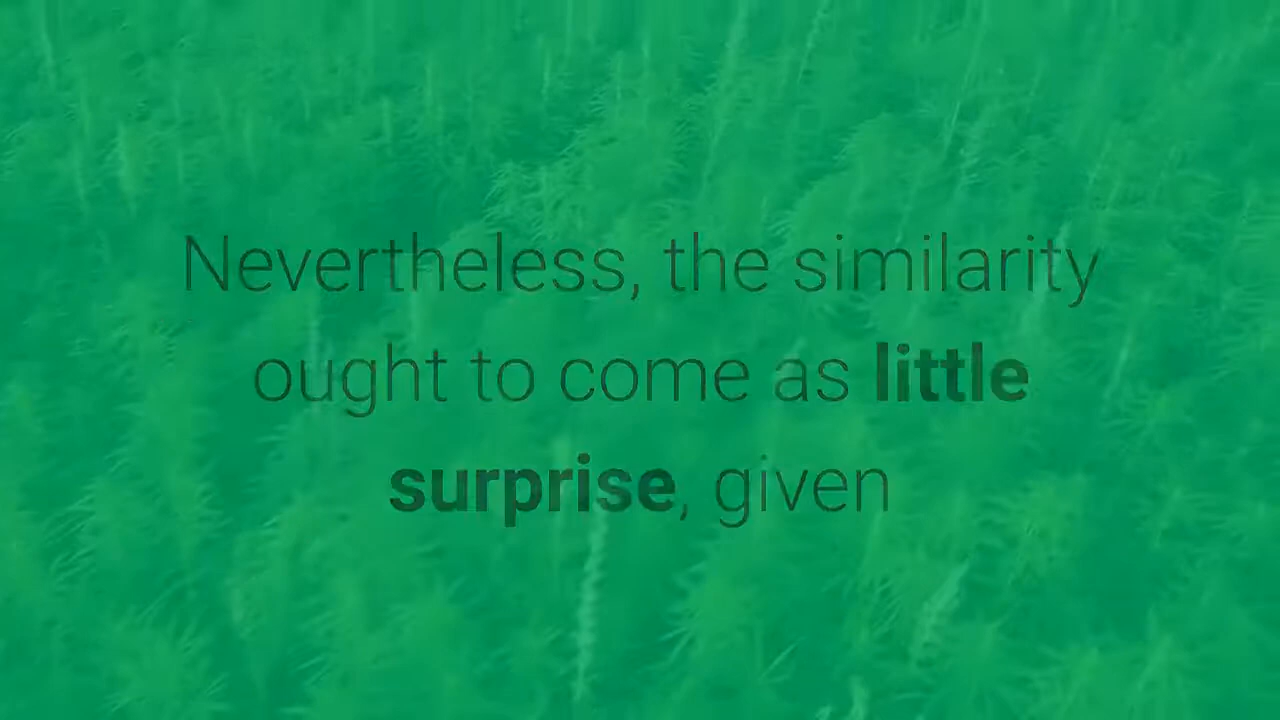 Nevertheless, the similarity
ought to come as little
surprise, given